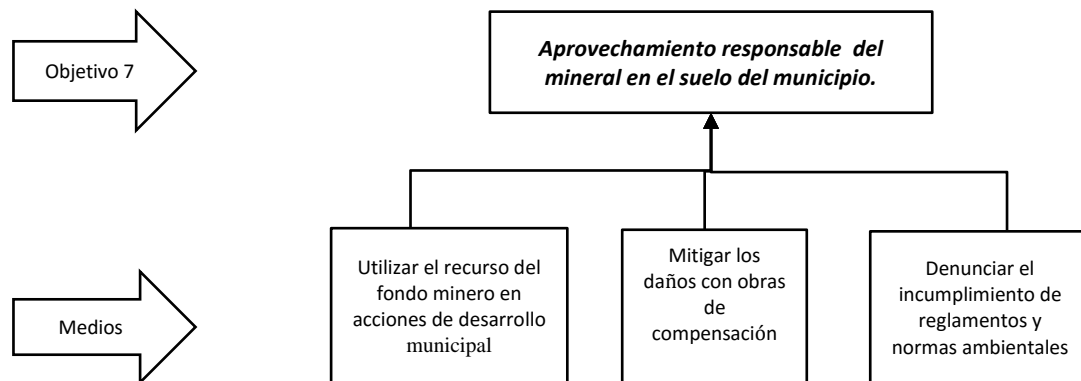 Objetivo 7
Aprovechamiento responsable del
mineral en el suelo del municipio.
Medios
Utilizar el recurso del
fondo minero en
acciones de desarrollo
municipal
Mitigar los
daños con obras
de
compensación
Denunciar el
incumplimiento de
reglamentos y
normas ambientales